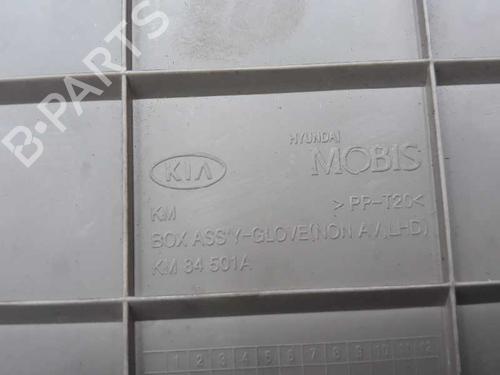 B-PARTS
KIA
HYUNDAI
MOBIS
KM
> PP-T20<
BOX ASS'Y-GLOVE(NON A/V,LHD)
KM 84 501A
1 2 3 4 5 6 7 8 9 10 11 12